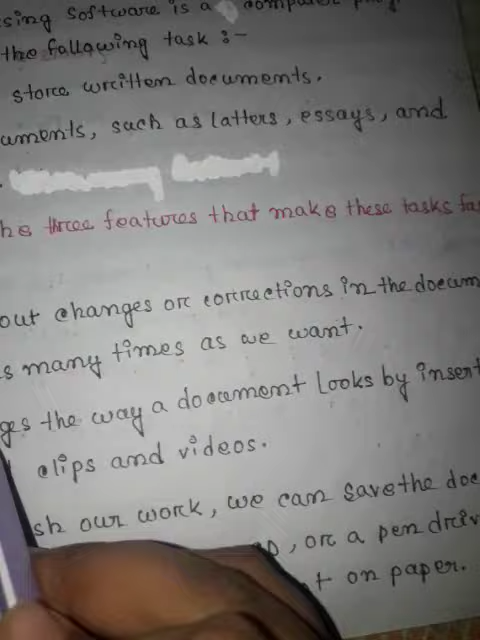 sing software is a
the following task :-
store written documents.
uments, such as latters, essays, and
he three features that make these tasks fas
out changes or corrections in the docum
s many times as we want.
ges the way a document looks by insert
clips and videos.
sh our work, we can save the doc
D, or a pen driv
t on paper.